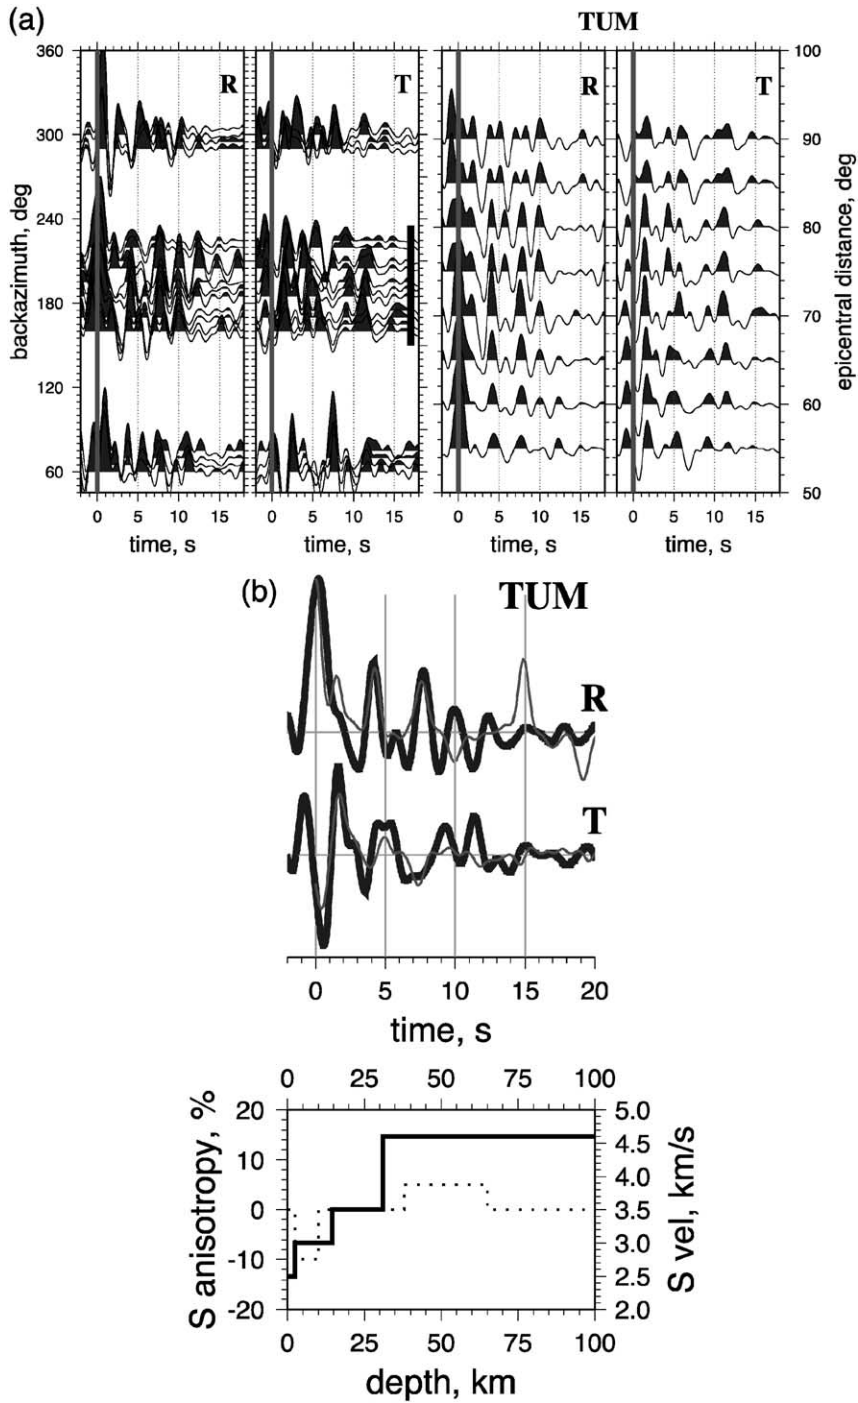 (a)
TUM
R
T
R
T
360
300
240
180
120
60
backazimuth, deg
100
90
80
70
60
50
epicentral distance, deg
0 5 10 15
0 5 10 15
0 5 10 15
0 5 10 15
time, s
time, s
time, s
time, s
(b)
TUM
R
T
0 5 10 15 20
time, s
0 25 50 75 100
20
10
0
-10
-20
S anisotropy, %
5.0
4.5
4.0
3.5
3.0
2.5
2.0
S vel, km/s
0 25 50 75 100
depth, km